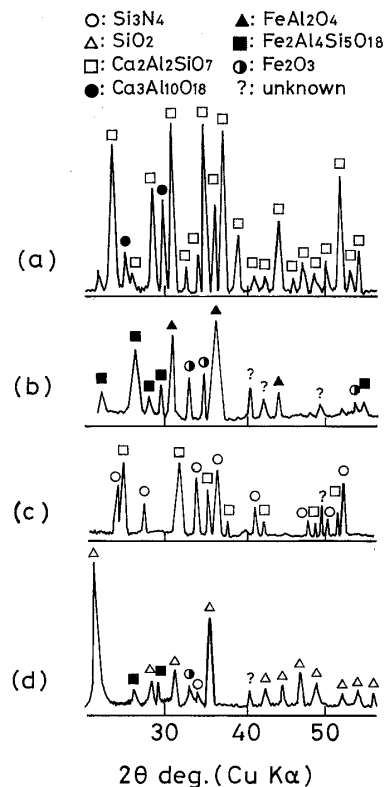 ○: Si3N4 ▲: FeAl2O4
△: SiO2 ■: Fe2Al4Si5O18
□: Ca2Al2SiO7 ◑: Fe2O3
●: Ca3Al10O18 ?: unknown
(a)
(b)
? ? ?
(c)
?
(d)
?
30 40 50
2θ deg.(Cu Kα)